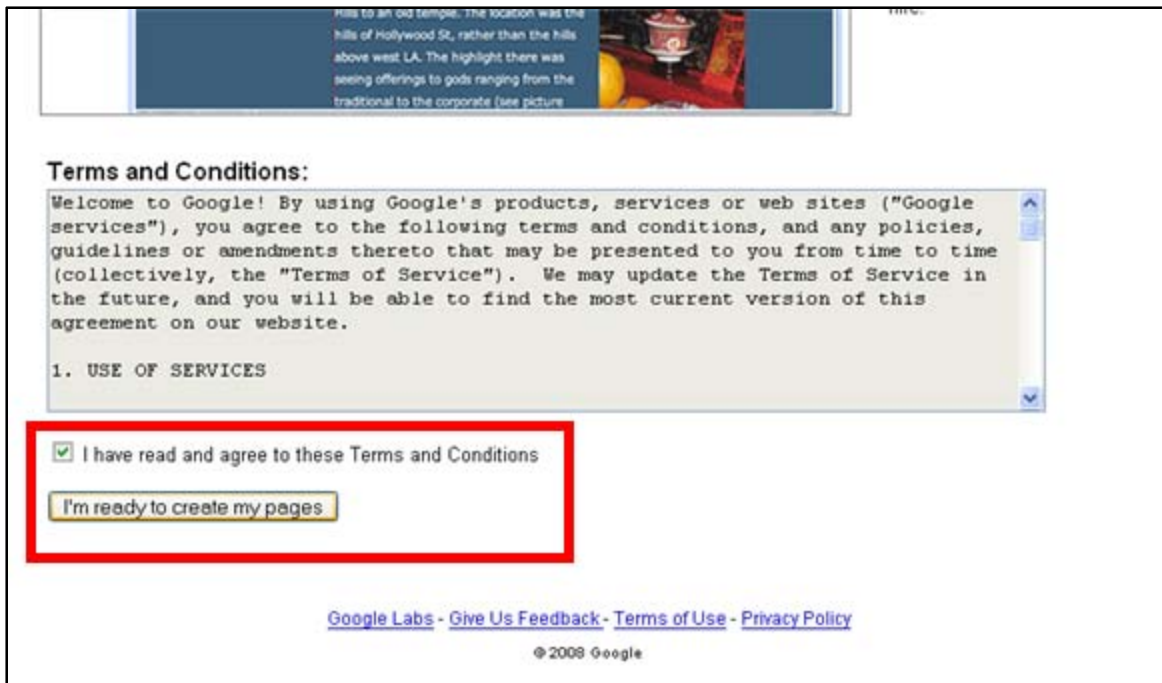 Hills to an old temple. The location was the
hills of Hollywood St, rather than the hills
above west LA. The highlight there was
seeing offerings to gods ranging from the
traditional to the corporate (see picture
Terms and Conditions:
Welcome to Google! By using Google's products, services or web sites ("Google
services"), you agree to the following terms and conditions, and any policies,
guidelines or amendments thereto that may be presented to you from time to time
(collectively, the "Terms of Service").  We may update the Terms of Service in
the future, and you will be able to find the most current version of this
agreement on our website.
1. USE OF SERVICES
I have read and agree to these Terms and Conditions
I'm ready to create my pages
Google Labs - Give Us Feedback - Terms of Use - Privacy Policy
©2008 Google